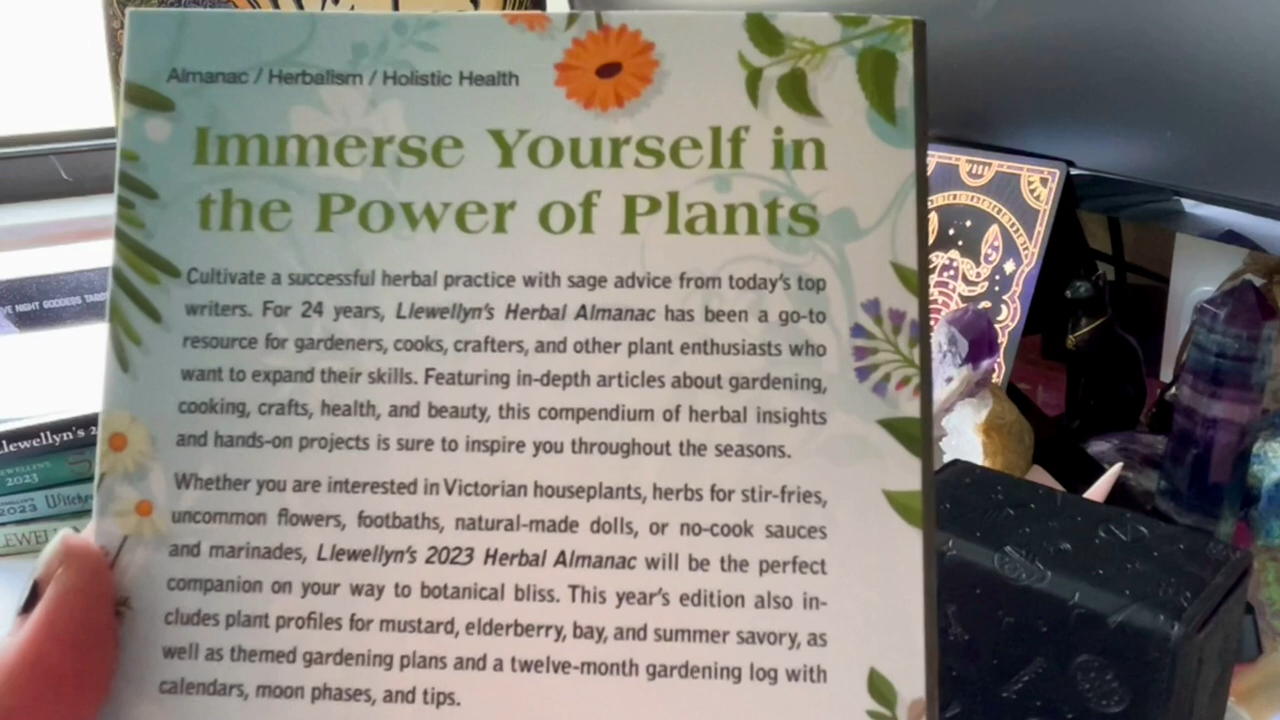 Almanac / Herbalism / Holistic Health
Immerse Yourself in
the Power of Plants
Cultivate a successful herbal practice with sage advice from today's top
writers. For 24 years, Llewellyn's Herbal Almanac has been a go-to
resource for gardeners, cooks, crafters, and other plant enthusiasts who
want to expand their skills. Featuring in-depth articles about gardening,
cooking, crafts, health, and beauty, this compendium of herbal insights
and hands-on projects is sure to inspire you throughout the seasons.
Whether you are interested in Victorian houseplants, herbs for stir-fries,
uncommon flowers, footbaths, natural-made dolls, or no-cook sauces
and marinades, Llewellyn's 2023 Herbal Almanac will be the perfect
companion on your way to botanical bliss. This year's edition also in-
cludes plant profiles for mustard, elderberry, bay, and summer savory, as
well as themed gardening plans and a twelve-month gardening log with
calendars, moon phases, and tips.
NIGHT GODDESS TAROT
Llewellyn's 2
2023
2023 Witches
VIII